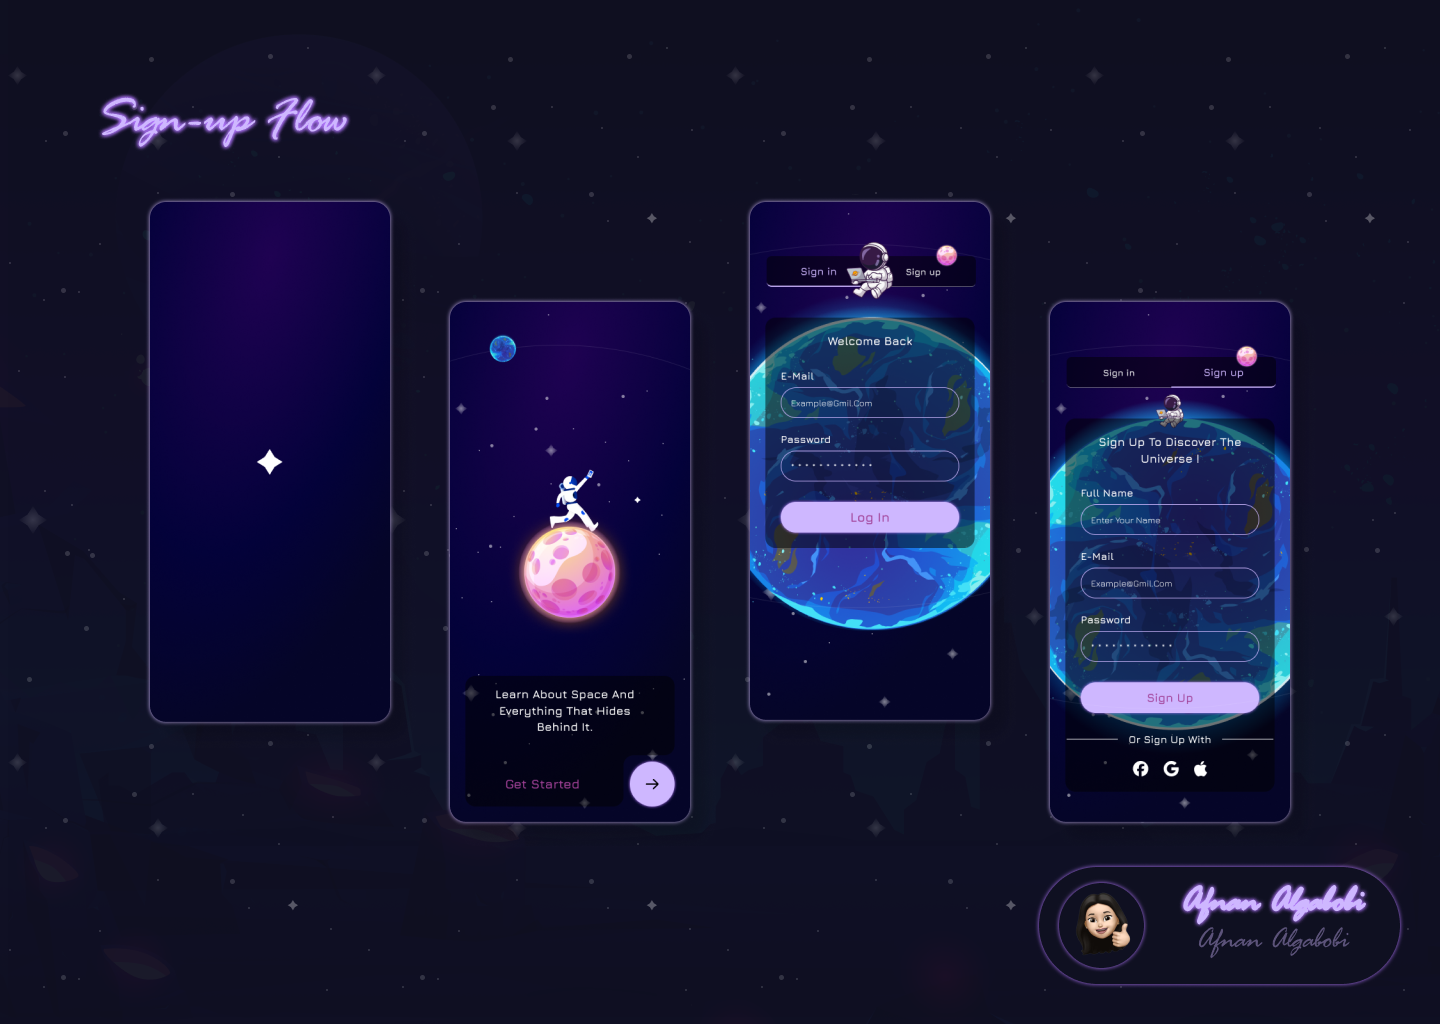 Sign-up Flow
Learn About Space And
Everything That Hides
Behind It.
Get Started
Sign in
Sign up
Welcome Back
E-Mail
Example@Gmil.Com
Password
Log In
Sign in
Sign up
Sign Up To Discover The
Universe !
Full Name
Enter Your Name
E-Mail
Example@Gmil.Com
Password
Sign Up
Or Sign Up With
Afnan Algabobi
Afnan Algabobi